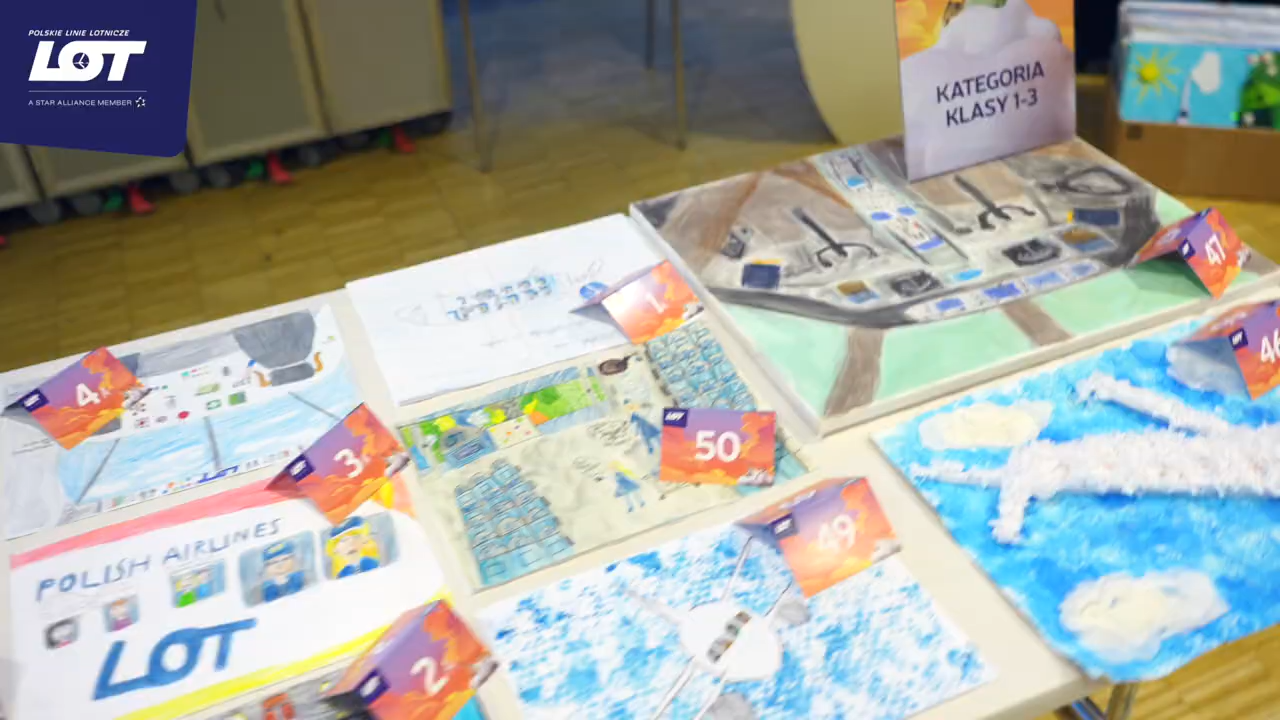 POLSKIE LINIE LOTNICZE
LOT
A STAR ALLIANCE MEMBER
KATEGORIA
KLASY 1-3
47
46
1
4
3
50
49
2
POLISH AIRLINES
LOT